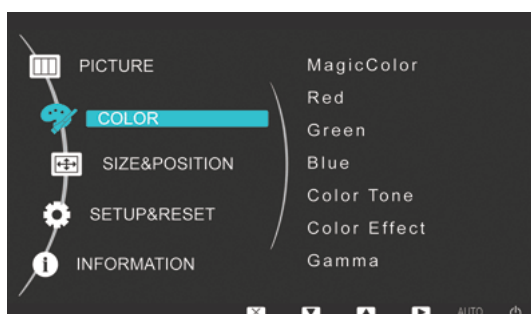 PICTURE
COLOR
SIZE&POSITION
SETUP&RESET
INFORMATION
MagicColor
Red
Green
Blue
Color Tone
Color Effect
Gamma
AUTO